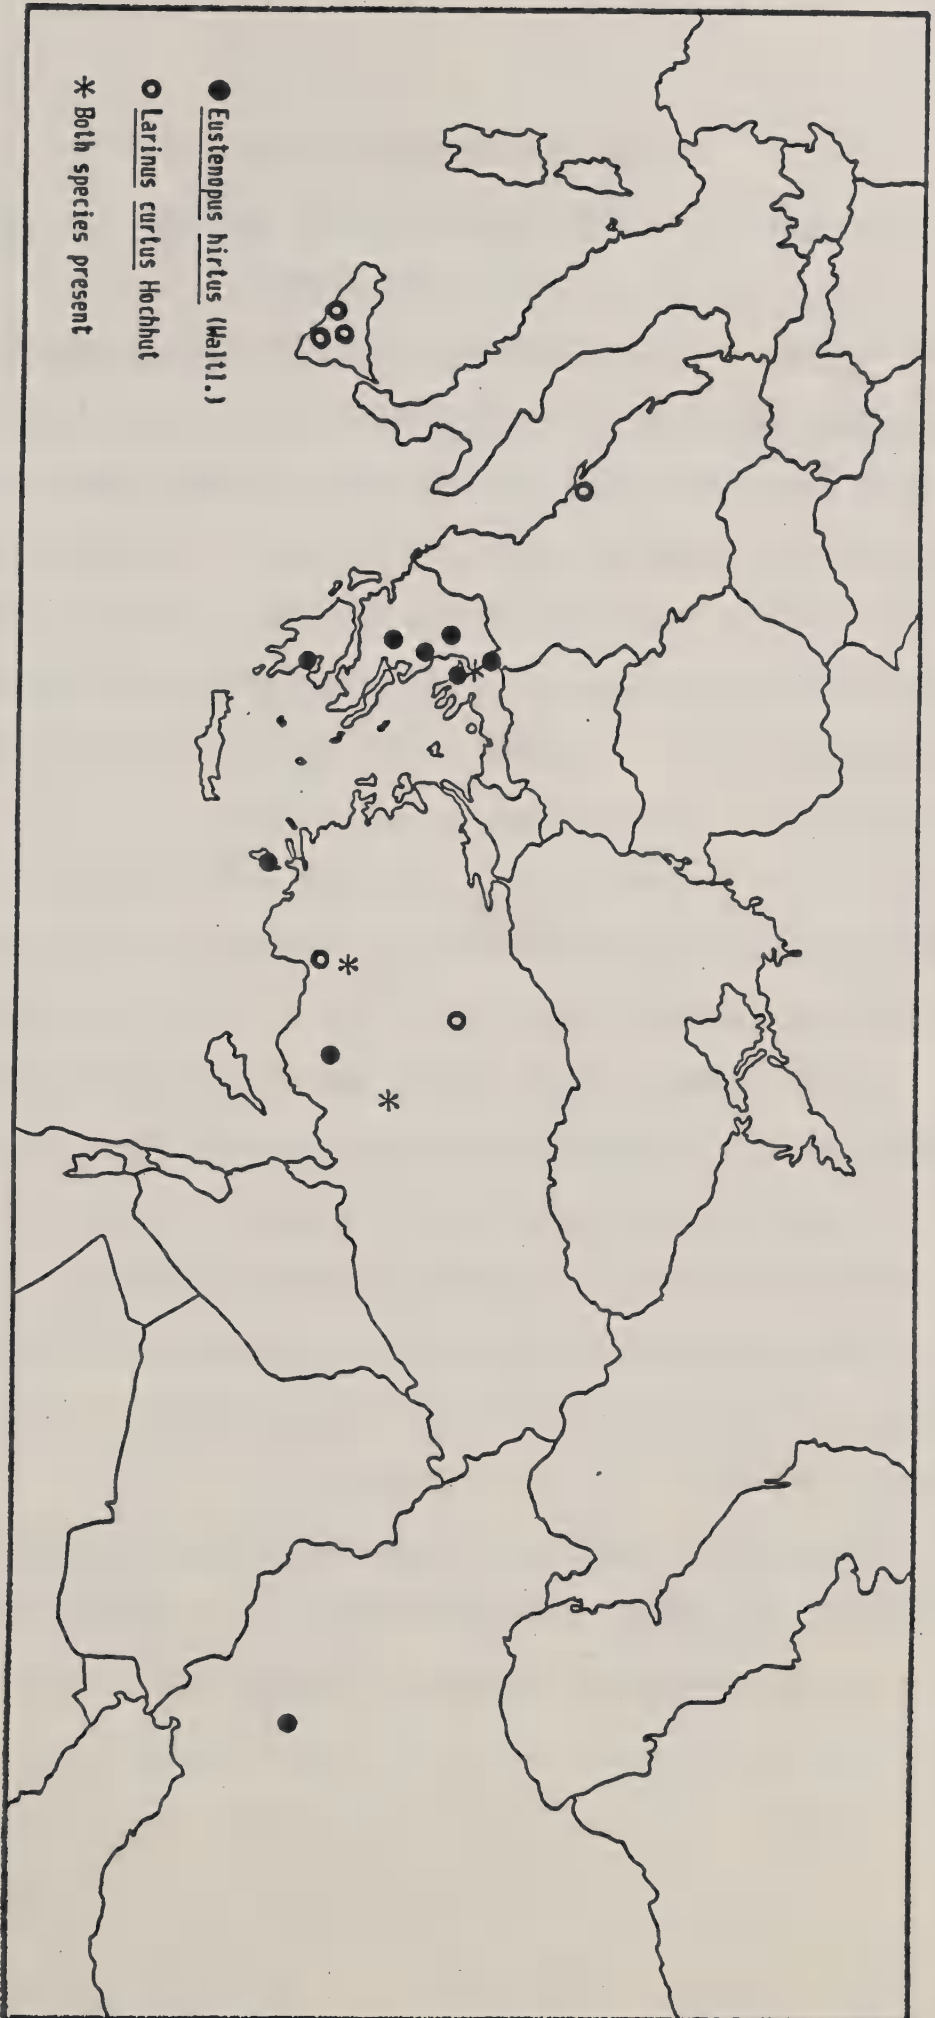 ● Eustenopus hirtus (Waltl.)
○ Larinus curtus Hochhut
* Both species present